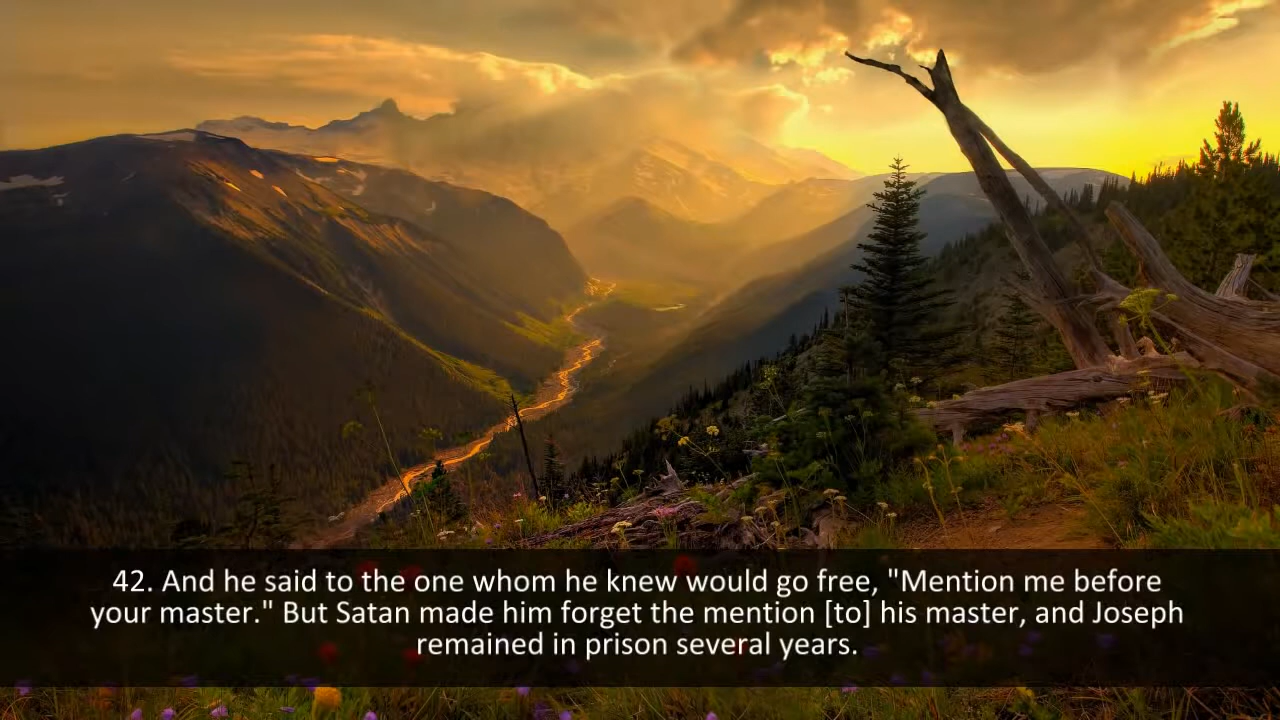 42. And he said to the one whom he knew would go free, "Mention me before
your master." But Satan made him forget the mention [to] his master, and Joseph
remained in prison several years.